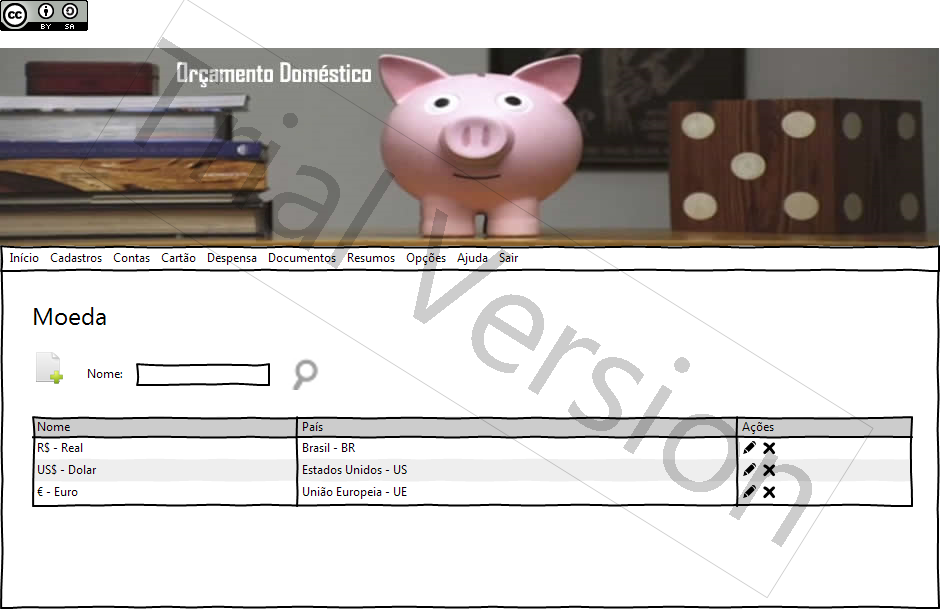 cc BY SA
Orçamento Doméstico
Início Cadastros Contas Cartão Despensa Documentos Resumos Opções Ajuda Sair
Moeda
Nome:
Nome País Ações
R$ - Real Brasil - BR
US$ - Dolar Estados Unidos - US
€ - Euro União Europeia - UE
Trial Version